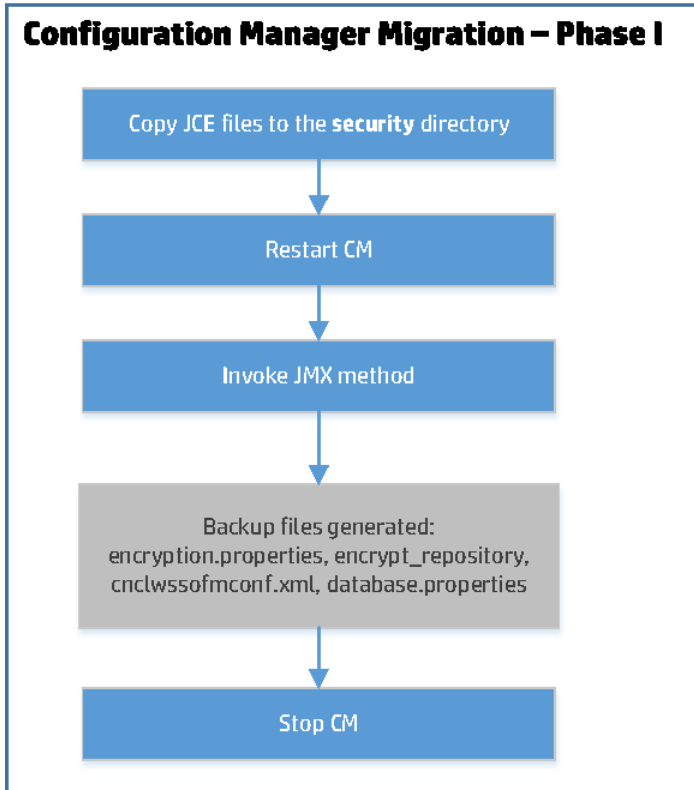 Configuration Manager Migration – Phase I
Copy JCE files to the security directory
Restart CM
Invoke JMX method
Backup files generated:
encryption.properties, encrypt_repository,
cnclwssofmconf.xml, database.properties
Stop CM